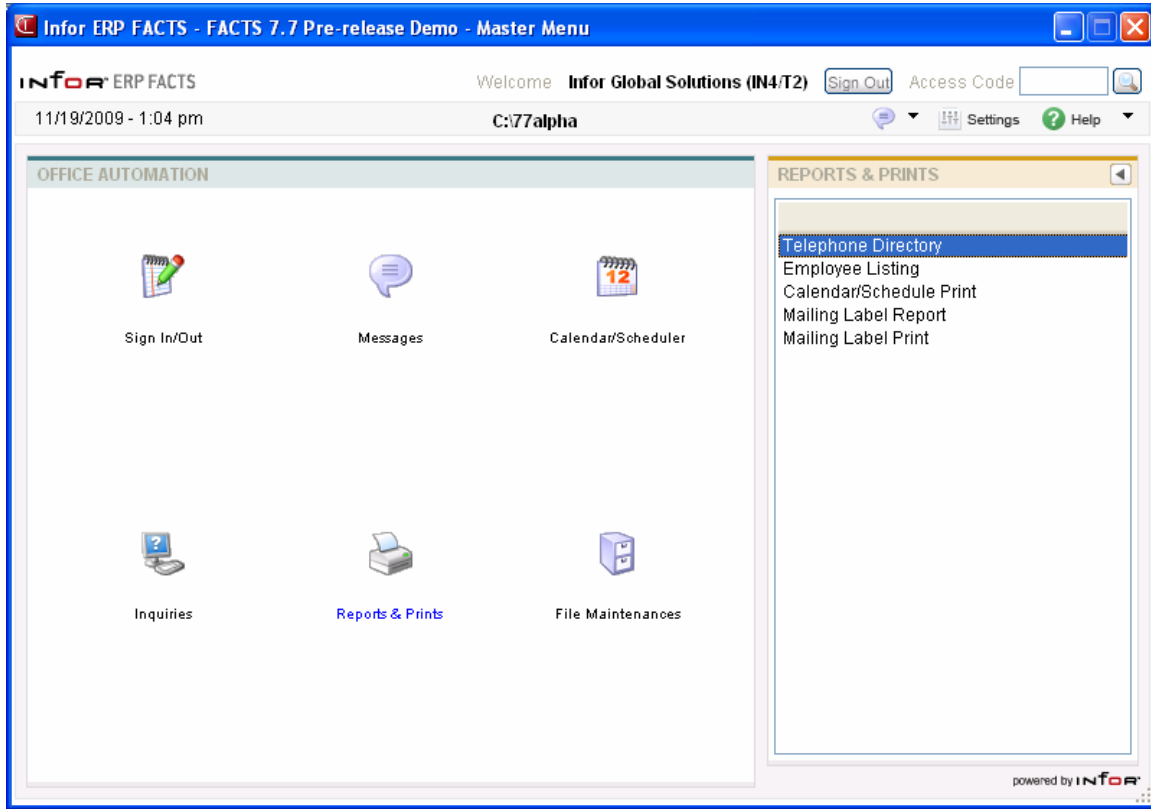 Infor ERP FACTS - FACTS 7.7 Pre-release Demo - Master Menu
infor ERP FACTS
Welcome Infor Global Solutions (IN4/T2) Sign Out Access Code
11/19/2009 - 1:04 pm
C:\77alpha
Settings
Help
OFFICE AUTOMATION
12
Sign In/Out
Messages
Calendar/Scheduler
?
Inquiries
Reports & Prints
File Maintenances
REPORTS & PRINTS
Telephone Directory
Employee Listing
Calendar/Schedule Print
Mailing Label Report
Mailing Label Print
powered by infor